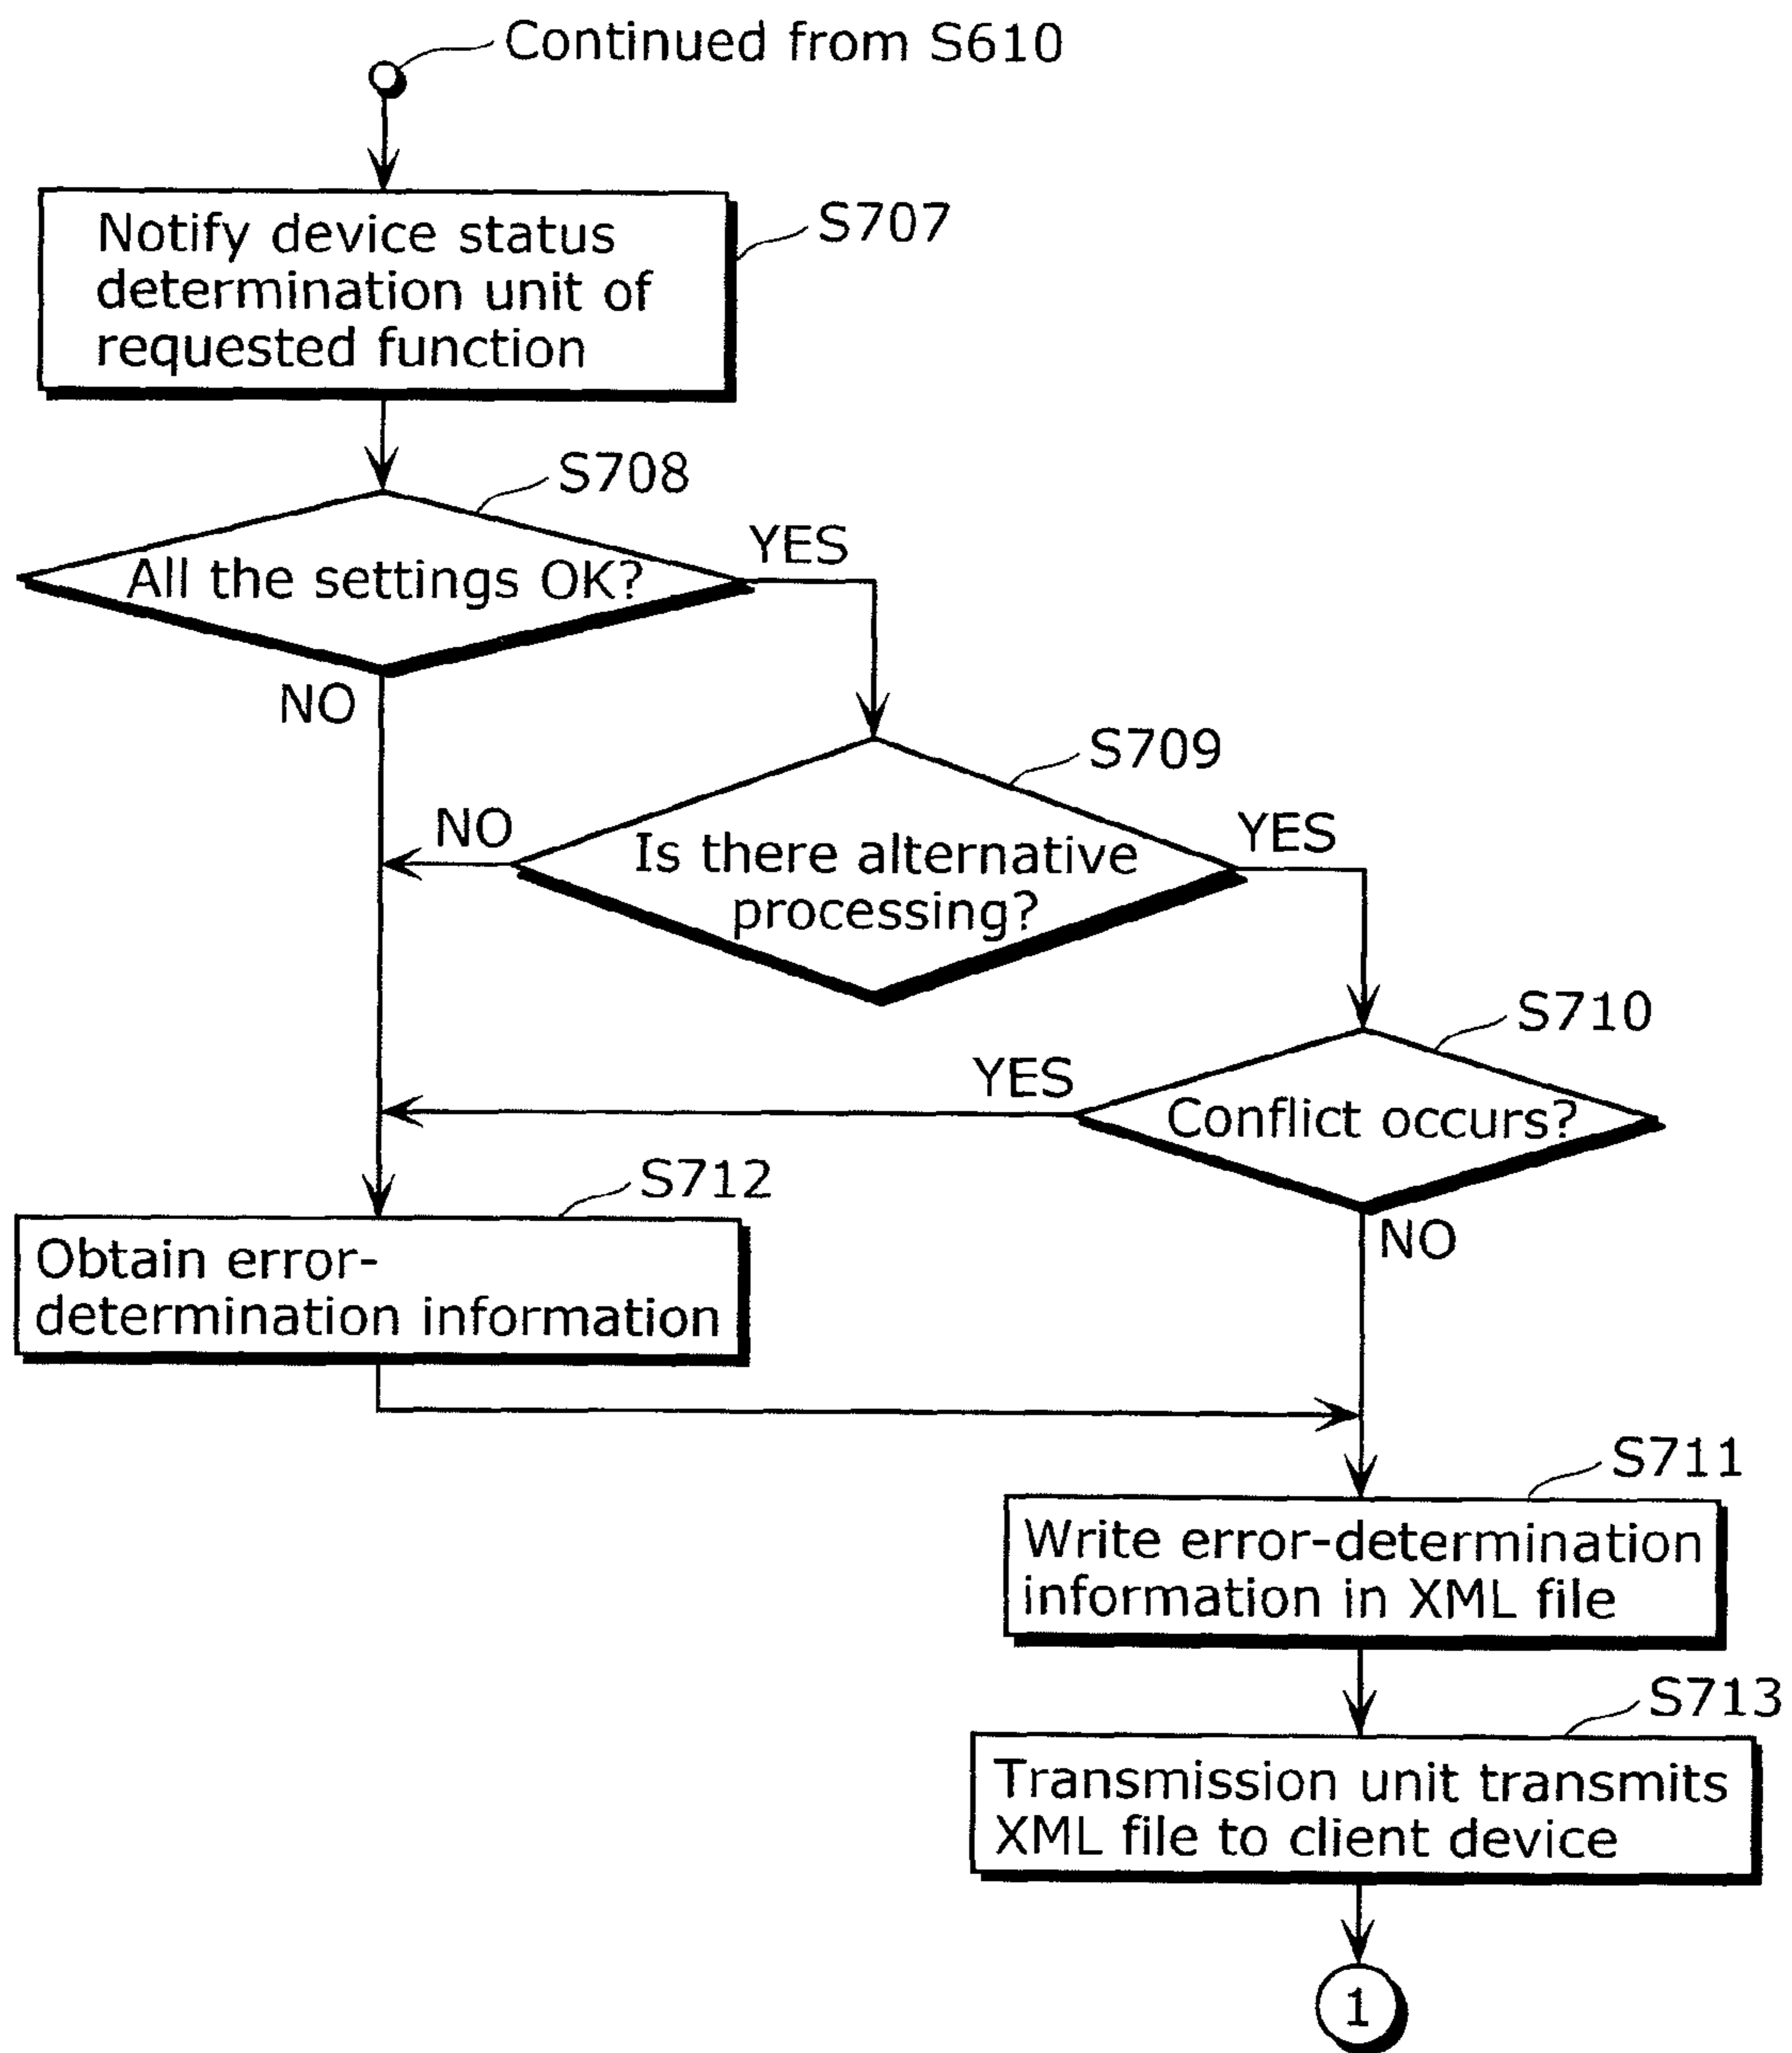 Continued from S610
Notify device status
determination unit of
requested function
S707
S708
All the settings OK?
YES
NO
S709
Is there alternative
processing?
NO
YES
S710
Conflict occurs?
YES
NO
S712
Obtain error-
determination information
S711
Write error-determination
information in XML file
S713
Transmission unit transmits
XML file to client device
1